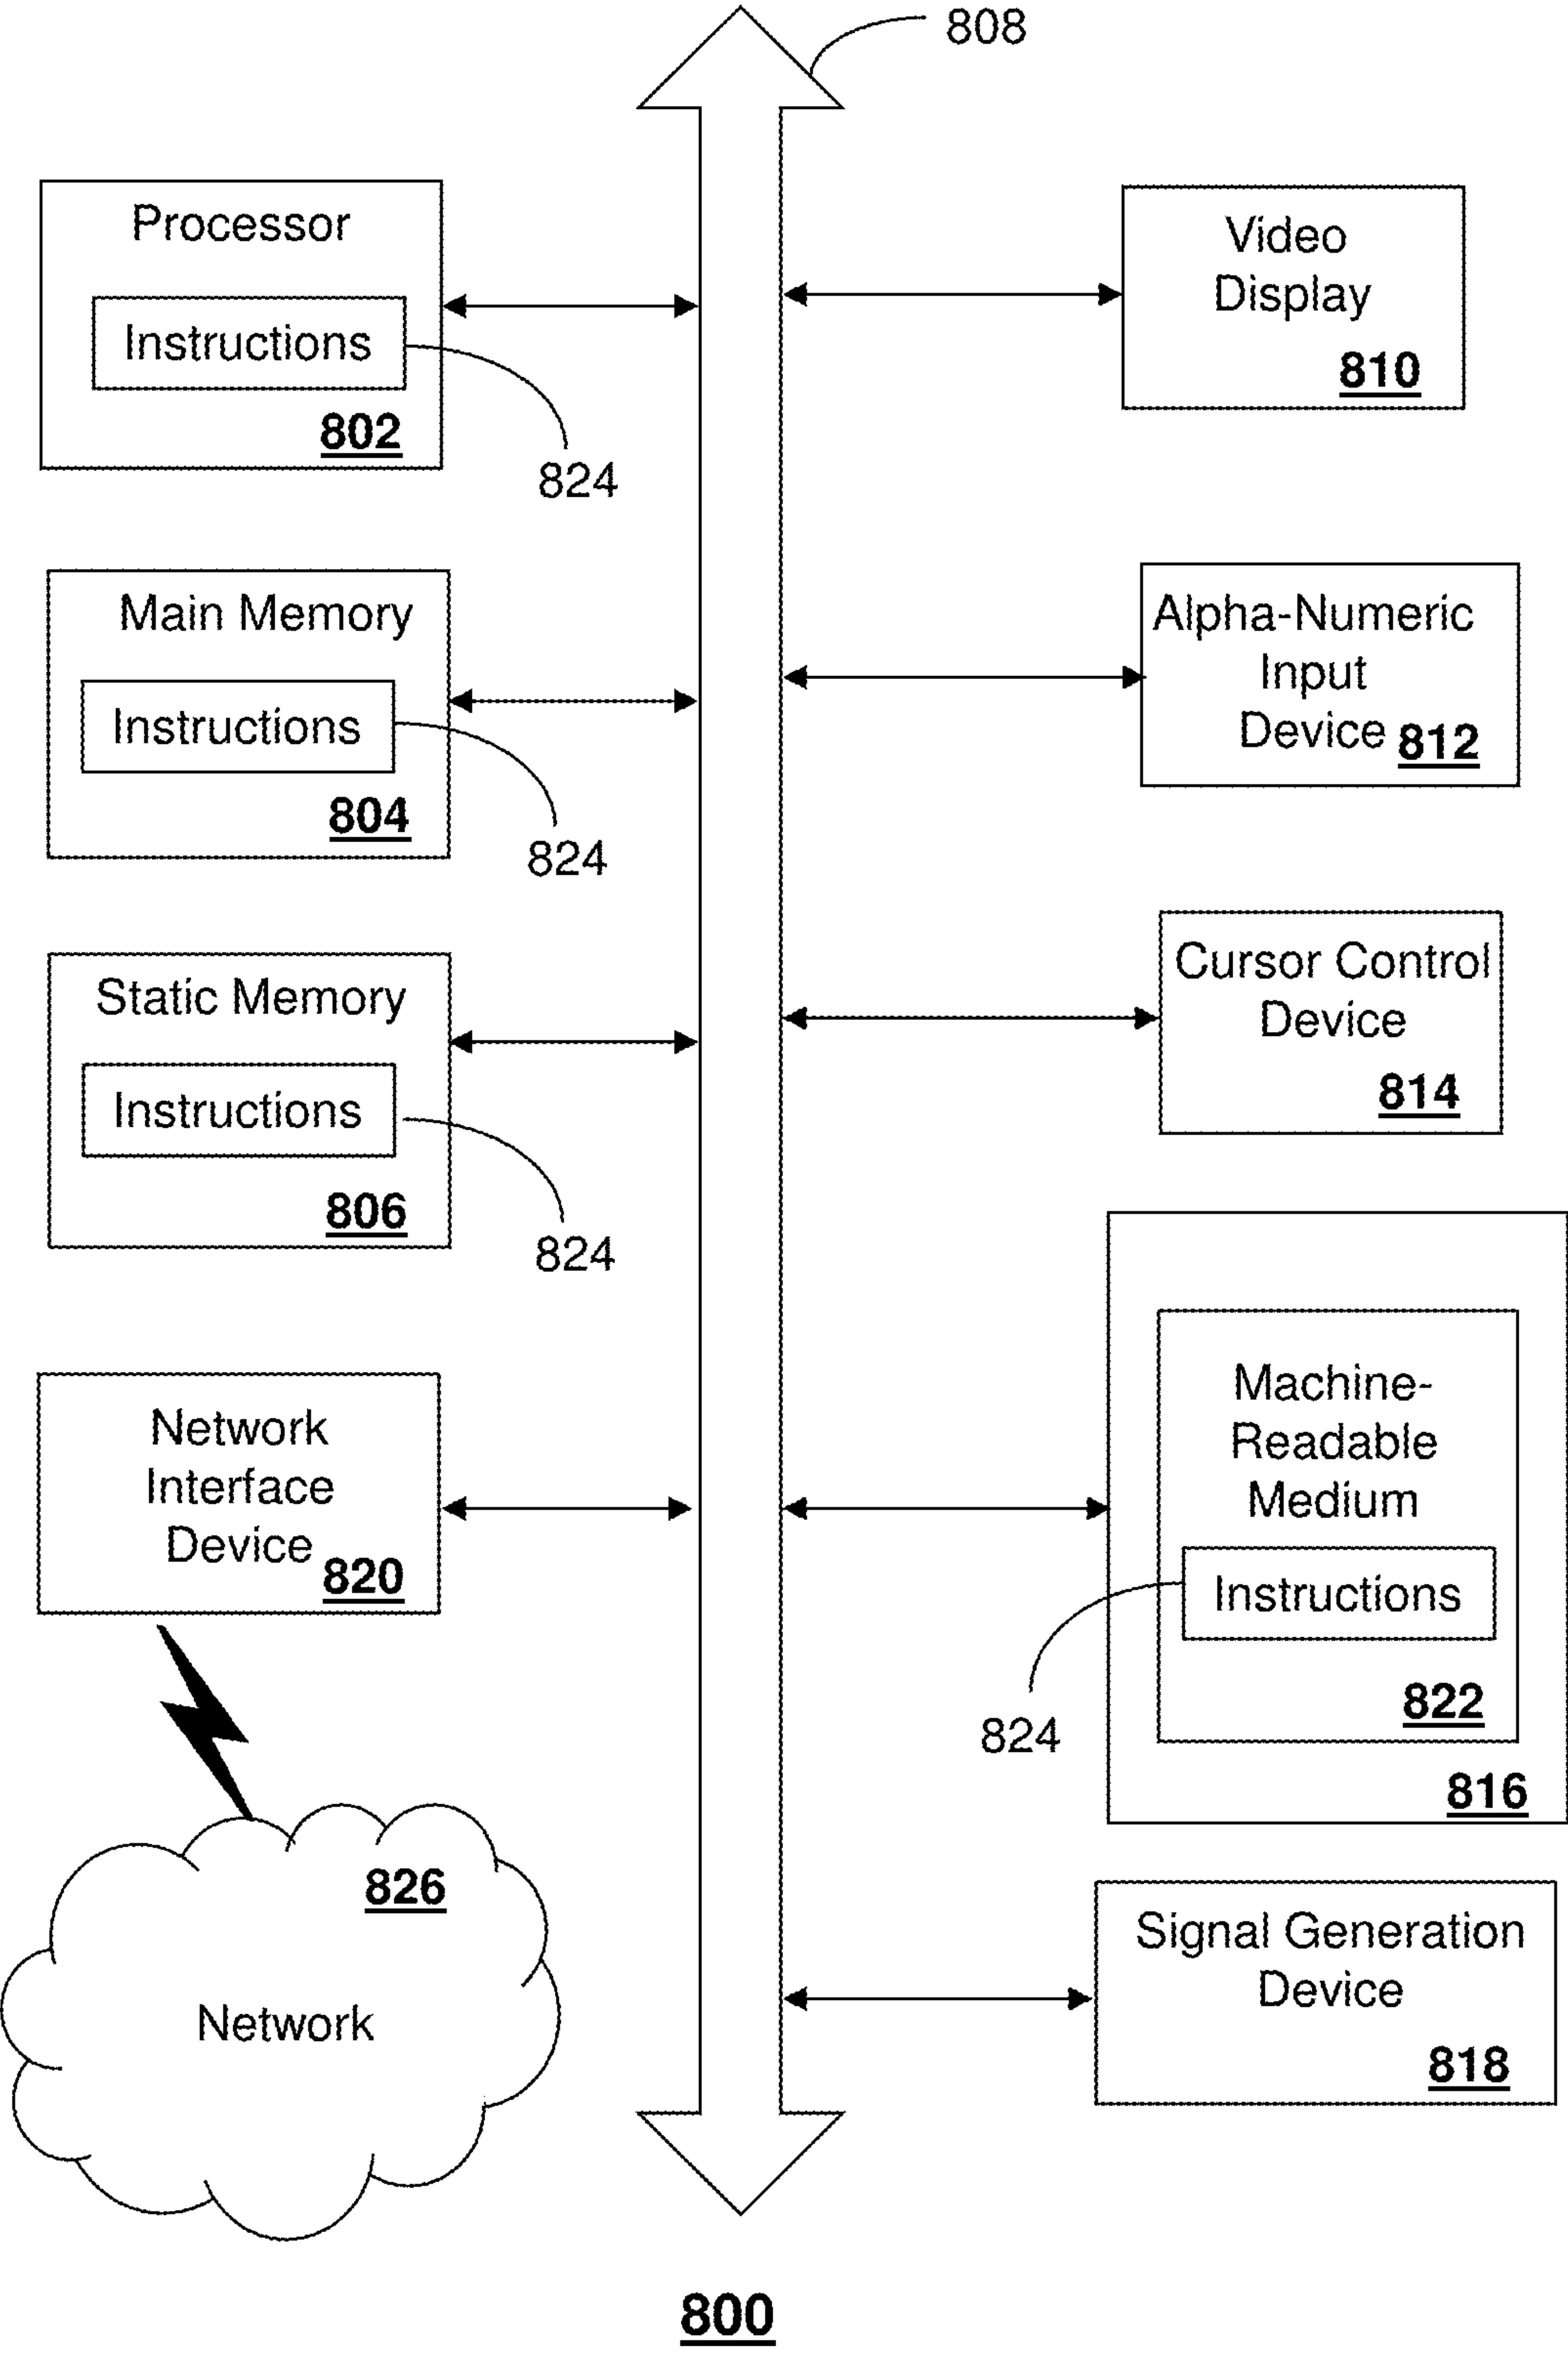 808
Processor
Instructions
802
824
Main Memory
Instructions
804
824
Static Memory
Instructions
806
824
Network
Interface
Device
820
826
Network
Video
Display
810
Alpha-Numeric
Input
Device
812
Cursor Control
Device
814
Machine-
Readable
Medium
Instructions
824
822
816
Signal Generation
Device
818
800